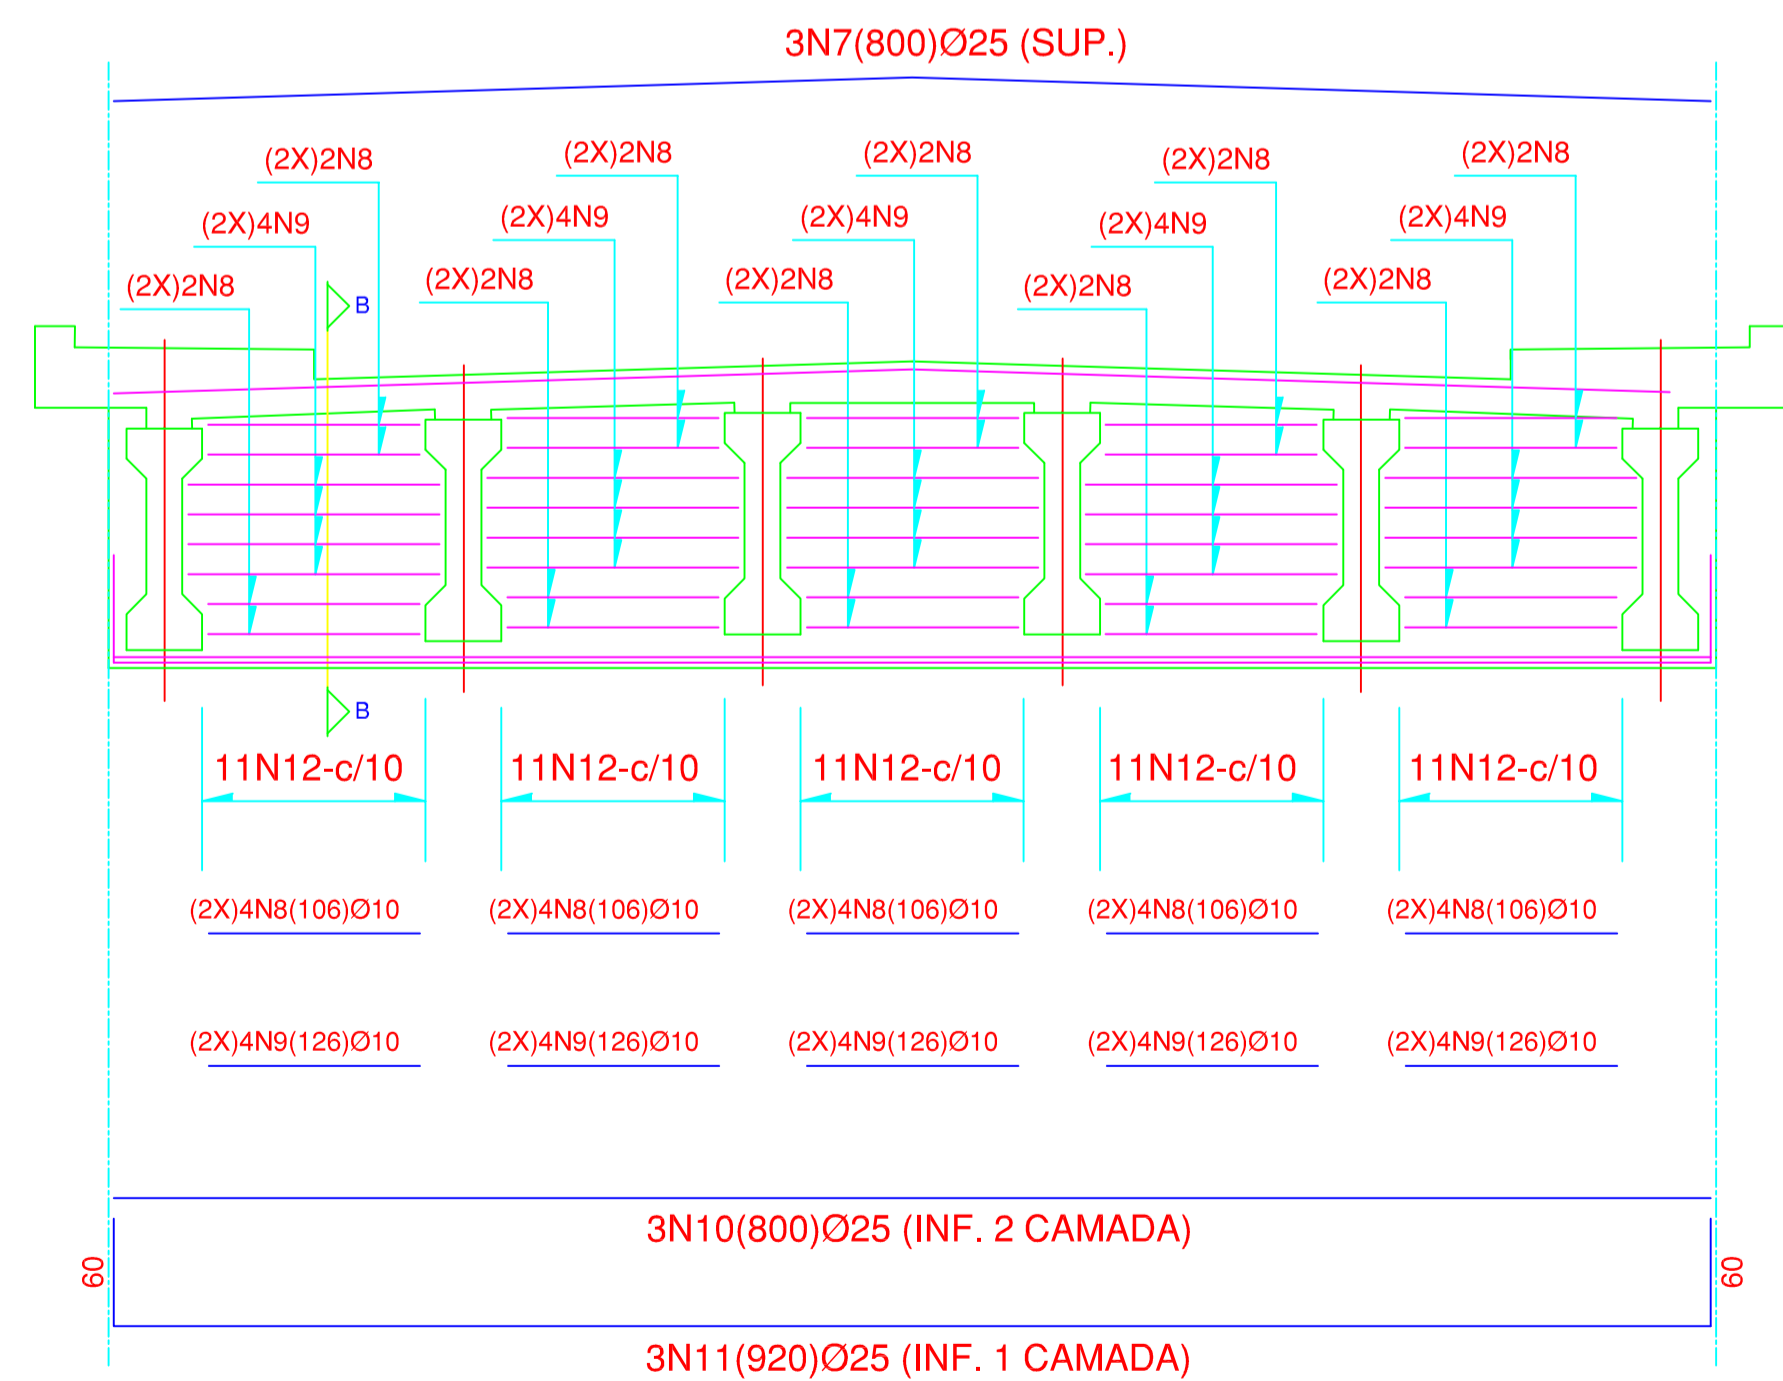 3N7(800)Ø25 (SUP.)
(2X)2N8 (2X)2N8 (2X)2N8 (2X)2N8 (2X)2N8
(2X)4N9 (2X)4N9 (2X)4N9 (2X)4N9 (2X)4N9
(2X)2N8 (2X)2N8 (2X)2N8 (2X)2N8 (2X)2N8
B
B
11N12-c/10 11N12-c/10 11N12-c/10 11N12-c/10 11N12-c/10
(2X)4N8(106)Ø10 (2X)4N8(106)Ø10 (2X)4N8(106)Ø10 (2X)4N8(106)Ø10 (2X)4N8(106)Ø10
(2X)4N9(126)Ø10 (2X)4N9(126)Ø10 (2X)4N9(126)Ø10 (2X)4N9(126)Ø10 (2X)4N9(126)Ø10
3N10(800)Ø25 (INF. 2 CAMADA)
60 60
3N11(920)Ø25 (INF. 1 CAMADA)